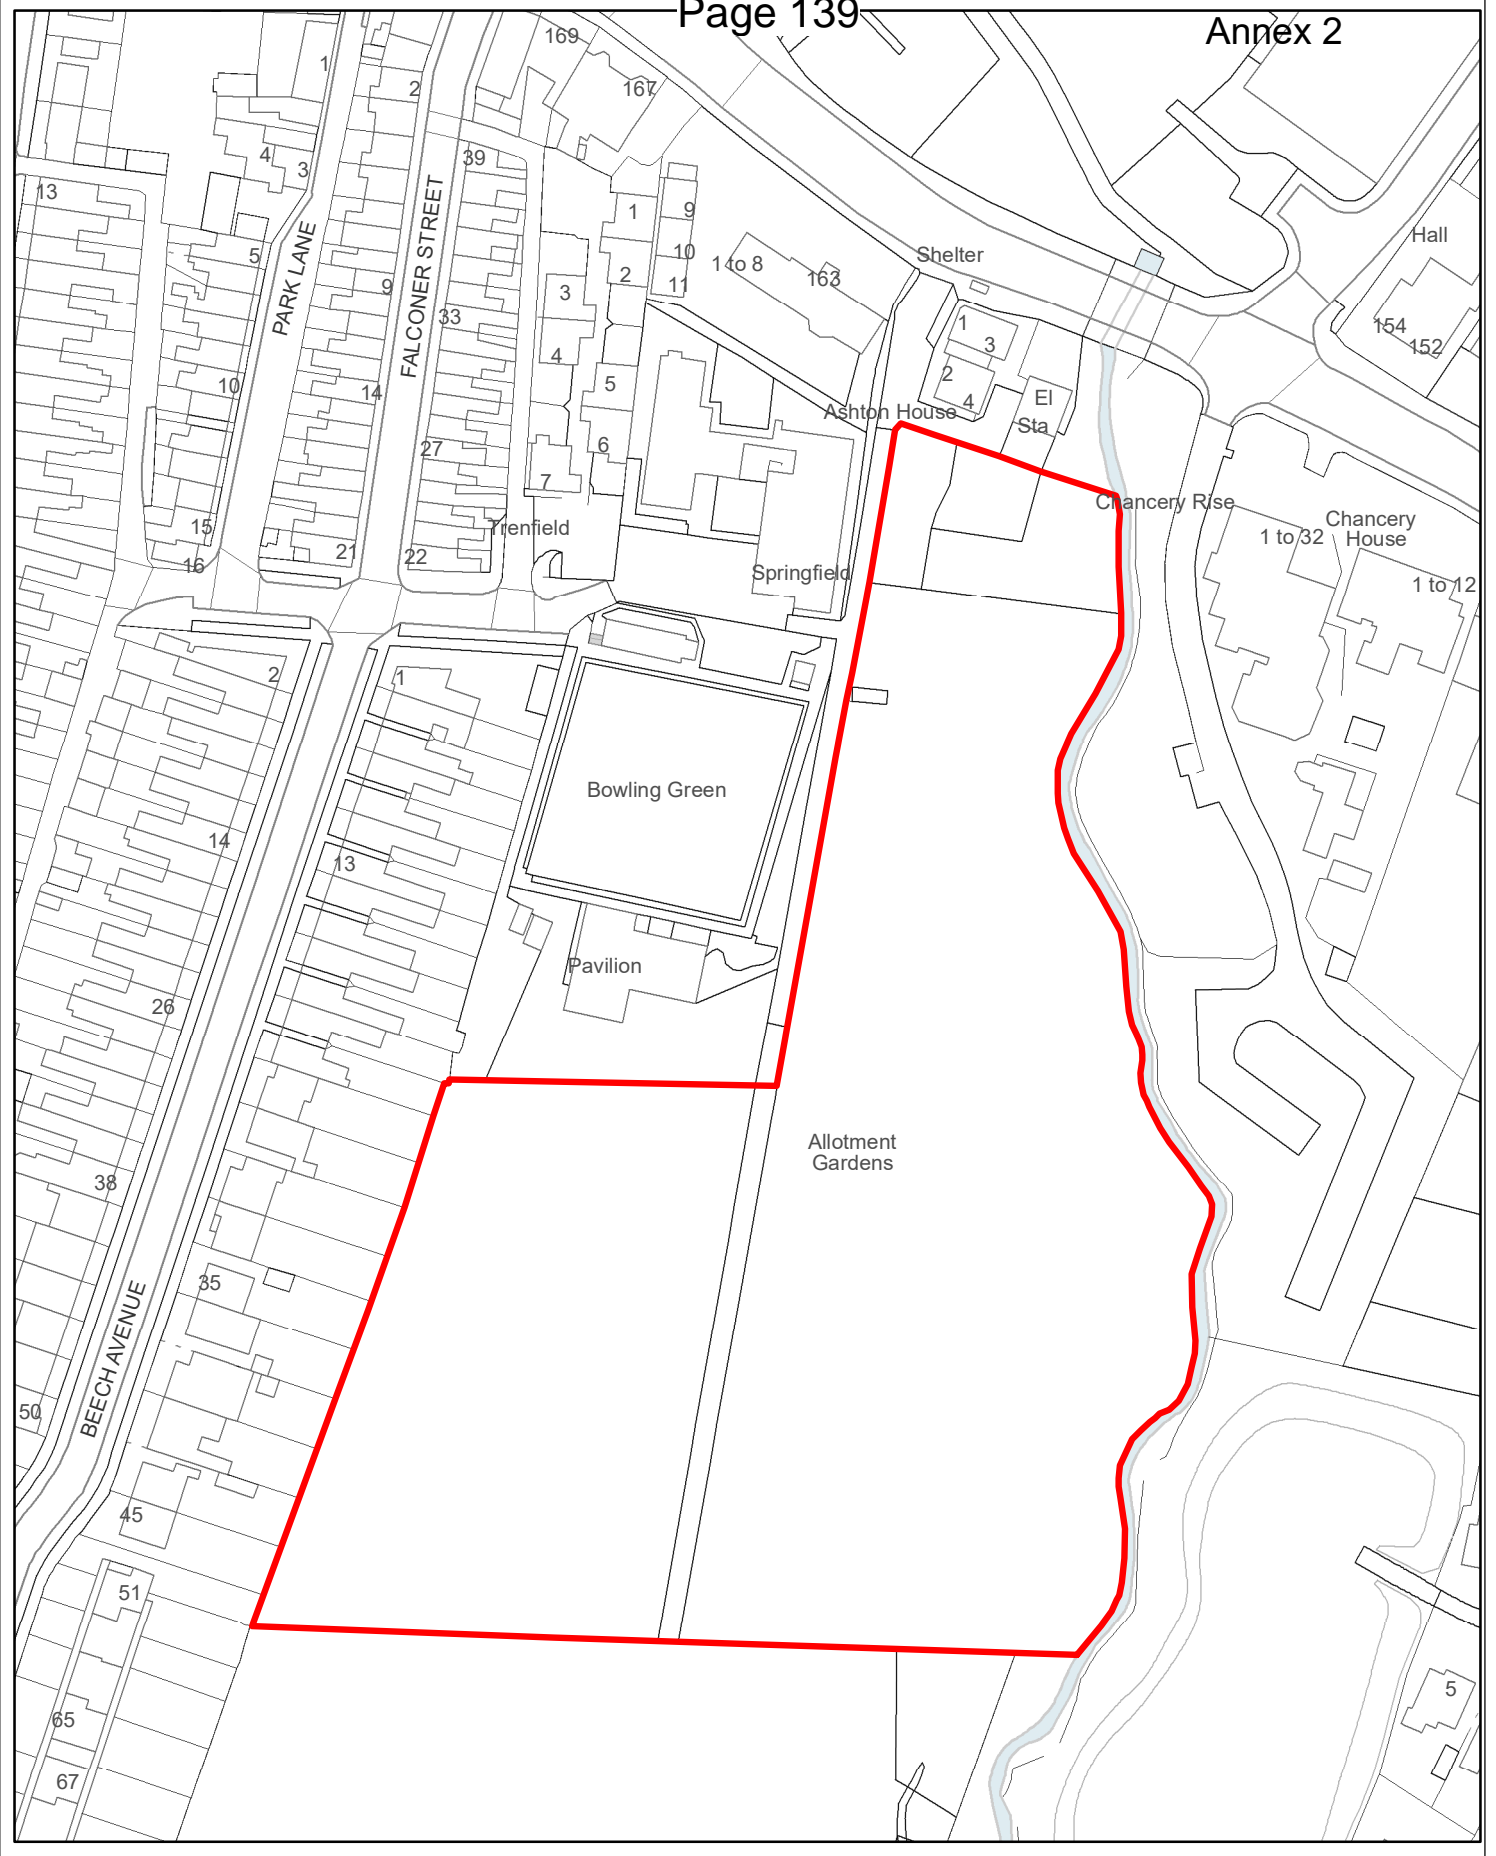 Page 139
Annex 2
169
1
2
167
39
4
3
13
1
9
Hall
5
PARK LANE
FALCONER STREET
10
2
11
1 to 8
163
Shelter
9
3
33
1
3
154
152
4
10
14
5
2
4
El
Sta
Ashton House
27
6
7
Chancery Rise
15
Trenfield
1 to 32
Chancery
House
21
22
16
Springfield
1 to 12
2
1
Bowling Green
14
13
Pavilion
26
Allotment
Gardens
38
35
BEECH AVENUE
50
45
51
5
65
67